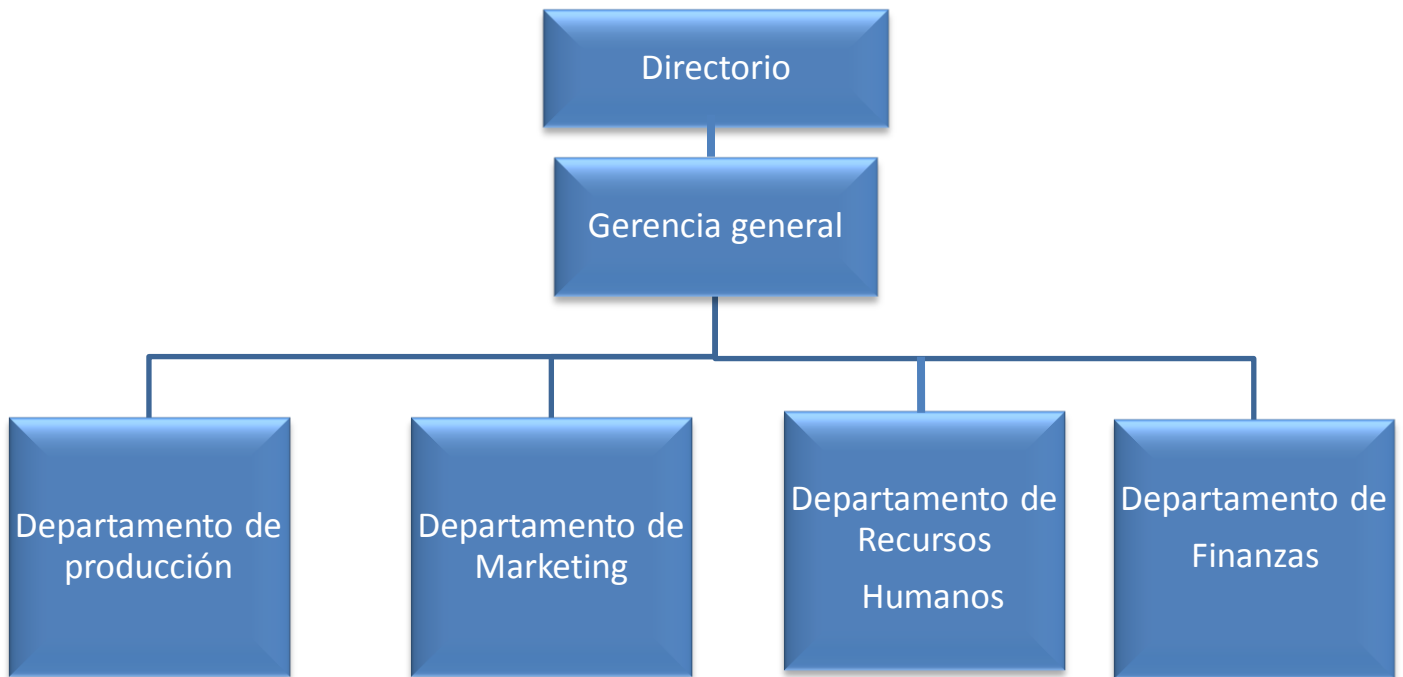 Directorio
Gerencia general
Departamento de
producción
Departamento de
Marketing
Departamento de
Recursos
Humanos
Departamento de
Finanzas